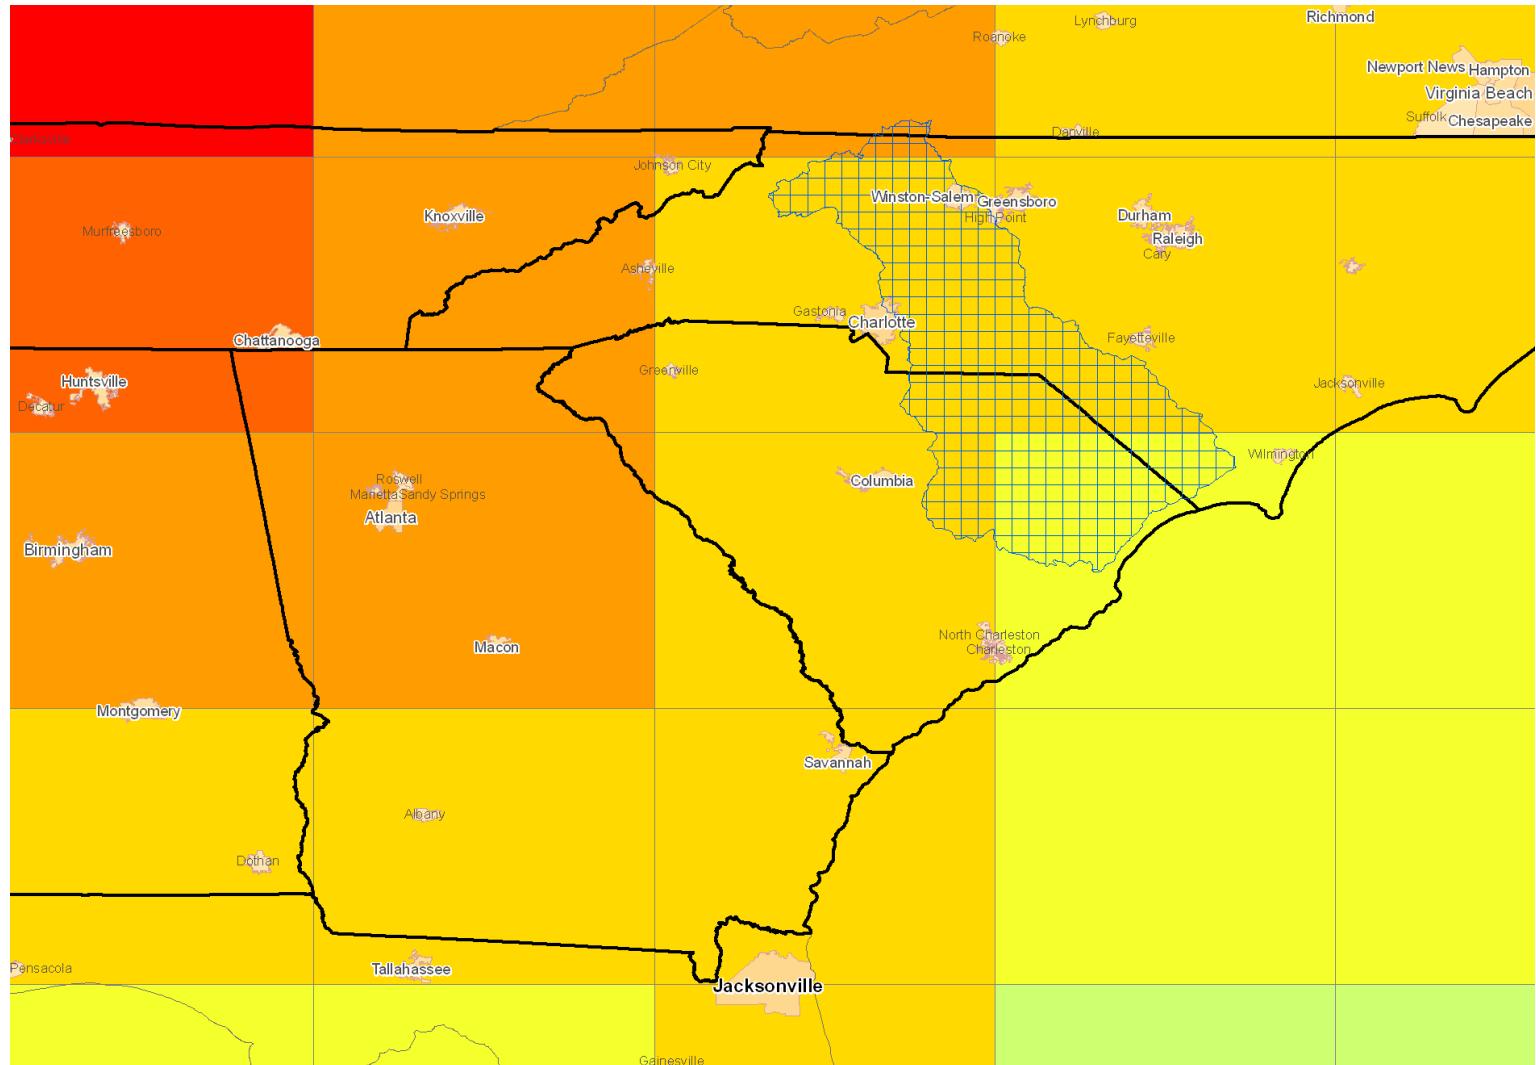 Richmond
Lynchburg
Roanoke
Newport News
Hampton
Virginia Beach
Suffolk
Chesapeake
Danville
Clarksville
Johnson City
Winston-Salem
Greensboro
High Point
Knoxville
Durham
Murfreesboro
Raleigh
Cary
Asheville
Gastonia
Charlotte
Chattanooga
Fayetteville
Greenville
Huntsville
Jacksonville
Decatur
Wilmington
Roswell
Columbia
Marietta
Sandy Springs
Atlanta
Birmingham
North Charleston
Charleston
Macon
Montgomery
Savannah
Albany
Dothan
Pensacola
Tallahassee
Jacksonville
Gainesville